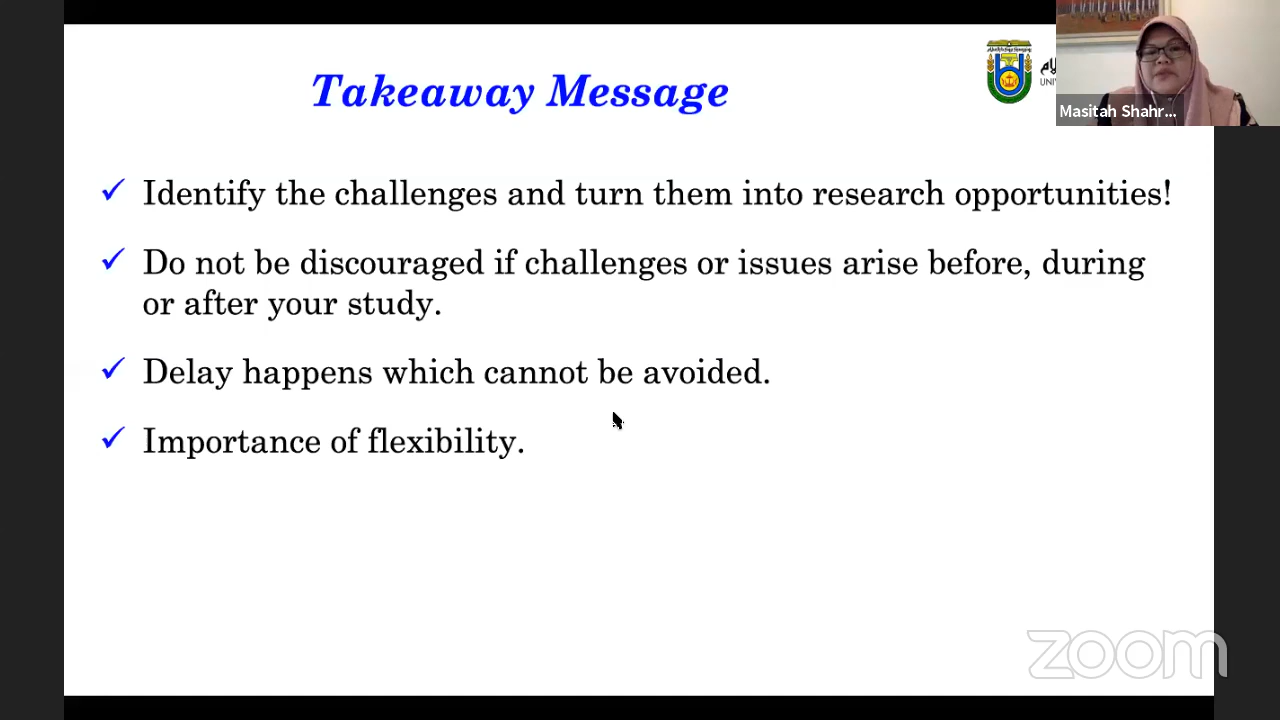 Takeaway Message
UNIV
Masitah Shahr...
✓ Identify the challenges and turn them into research opportunities!
✓ Do not be discouraged if challenges or issues arise before, during
or after your study.
✓ Delay happens which cannot be avoided.
✓ Importance of flexibility.
zoom